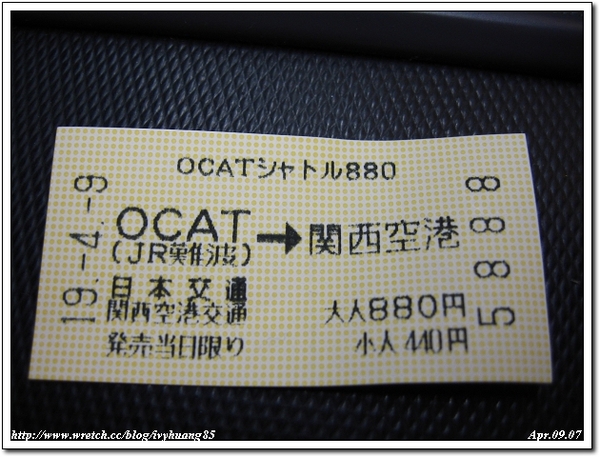 OCATシャトル880
19.-4.-9
OCAT→関西空港
(JR難波)
日本交通
関西空港交通
発売当日限り
大人880円
小人440円
5888
http://www.wretch.cc/blog/ivyhuang85
Apr.09.07